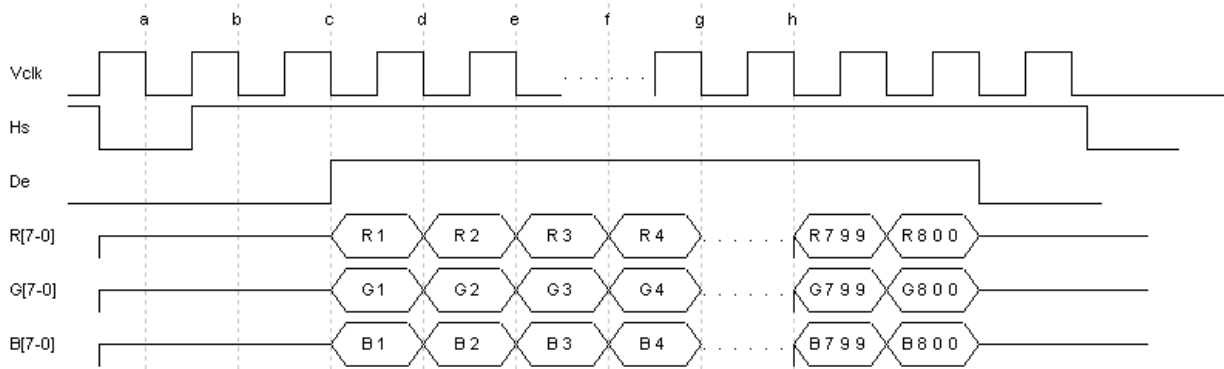 a b c d e f g h
Vclk
Hs
De
R[7-0] R1 R2 R3 R4 R799 R800
G[7-0] G1 G2 G3 G4 G799 G800
B[7-0] B1 B2 B3 B4 B799 B800